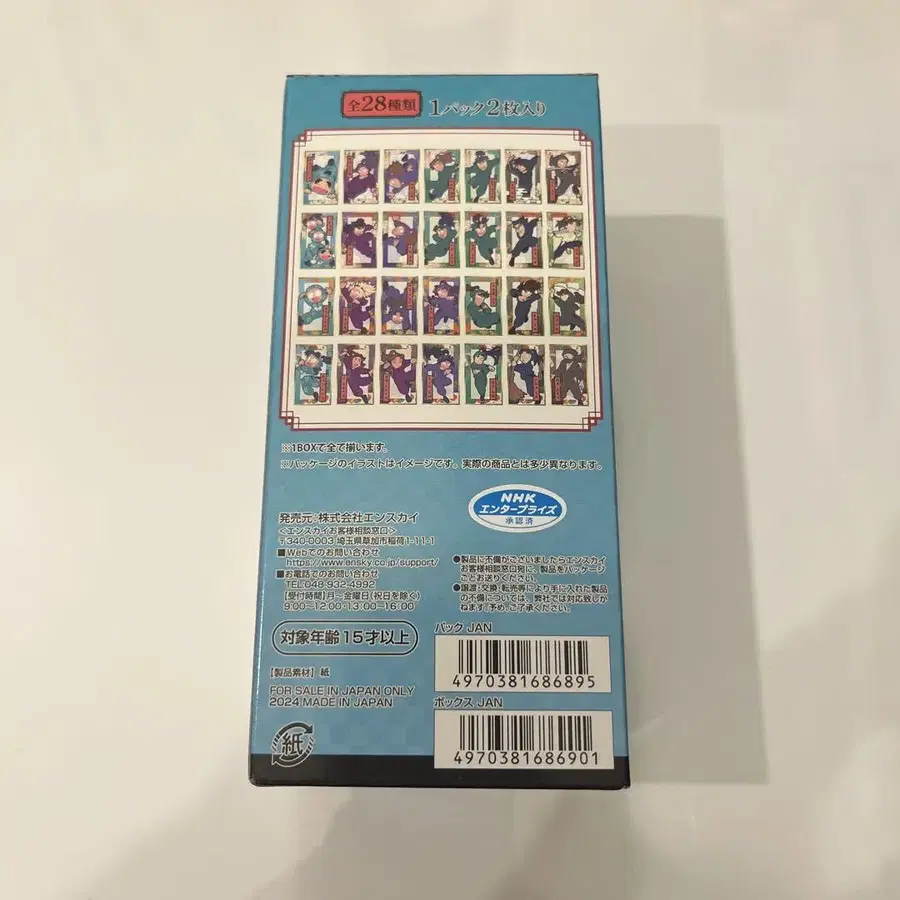 全28種類 1パック2枚入り
※1BOXで全て揃います。
※パッケージのイラストはイメージです。実際の商品とは多少異なります。
発売元:株式会社エンスカイ
<エンスカイお客様相談窓口>
〒340-0003 埼玉県草加市稲荷1-11-1
■Webでのお問い合わせ
https://www.ensky.co.jp/support/
■お電話でのお問い合わせ
TEL.048-932-4992
【受付時間】月～金曜日(祝日を除く)
9:00~12:00・13:00~16:00
対象年齢15才以上
【製品素材】紙
FOR SALE IN JAPAN ONLY
2024 MADE IN JAPAN
紙
NHK
エンタープライズ
承認済
●製品に不備がございましたらエンスカイ
お客様相談窓口宛に、製品をパッケージ
ごとお送りください。
●譲渡・交換・転売等により手に入れた製品
の不備については、弊社では対応致しか
ねます。予め、ご了承ください。
パック JAN
4970381686895
ボックス JAN
4970381686901